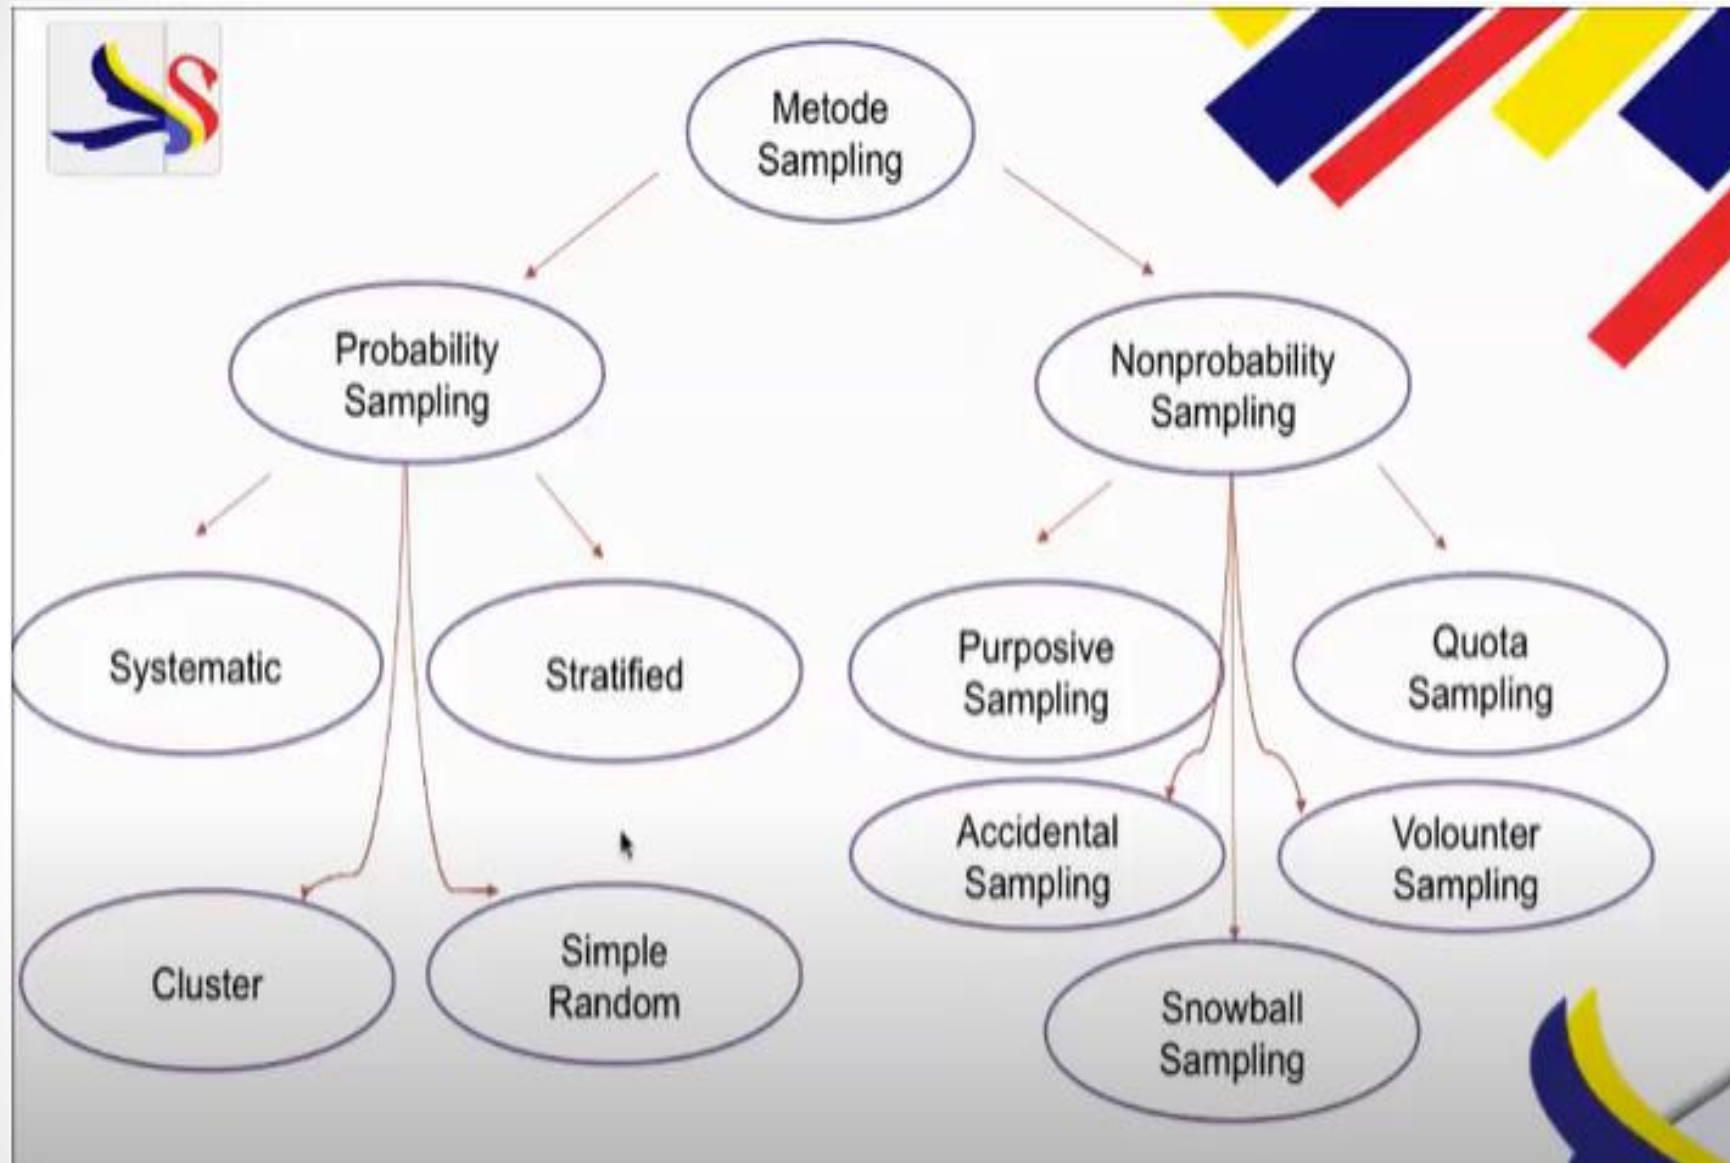 Metode
Sampling
Probability
Sampling
Nonprobability
Sampling
Systematic
Stratified
Purposive
Sampling
Quota
Sampling
Accidental
Sampling
Volounter
Sampling
Cluster
Simple
Random
Snowball
Sampling